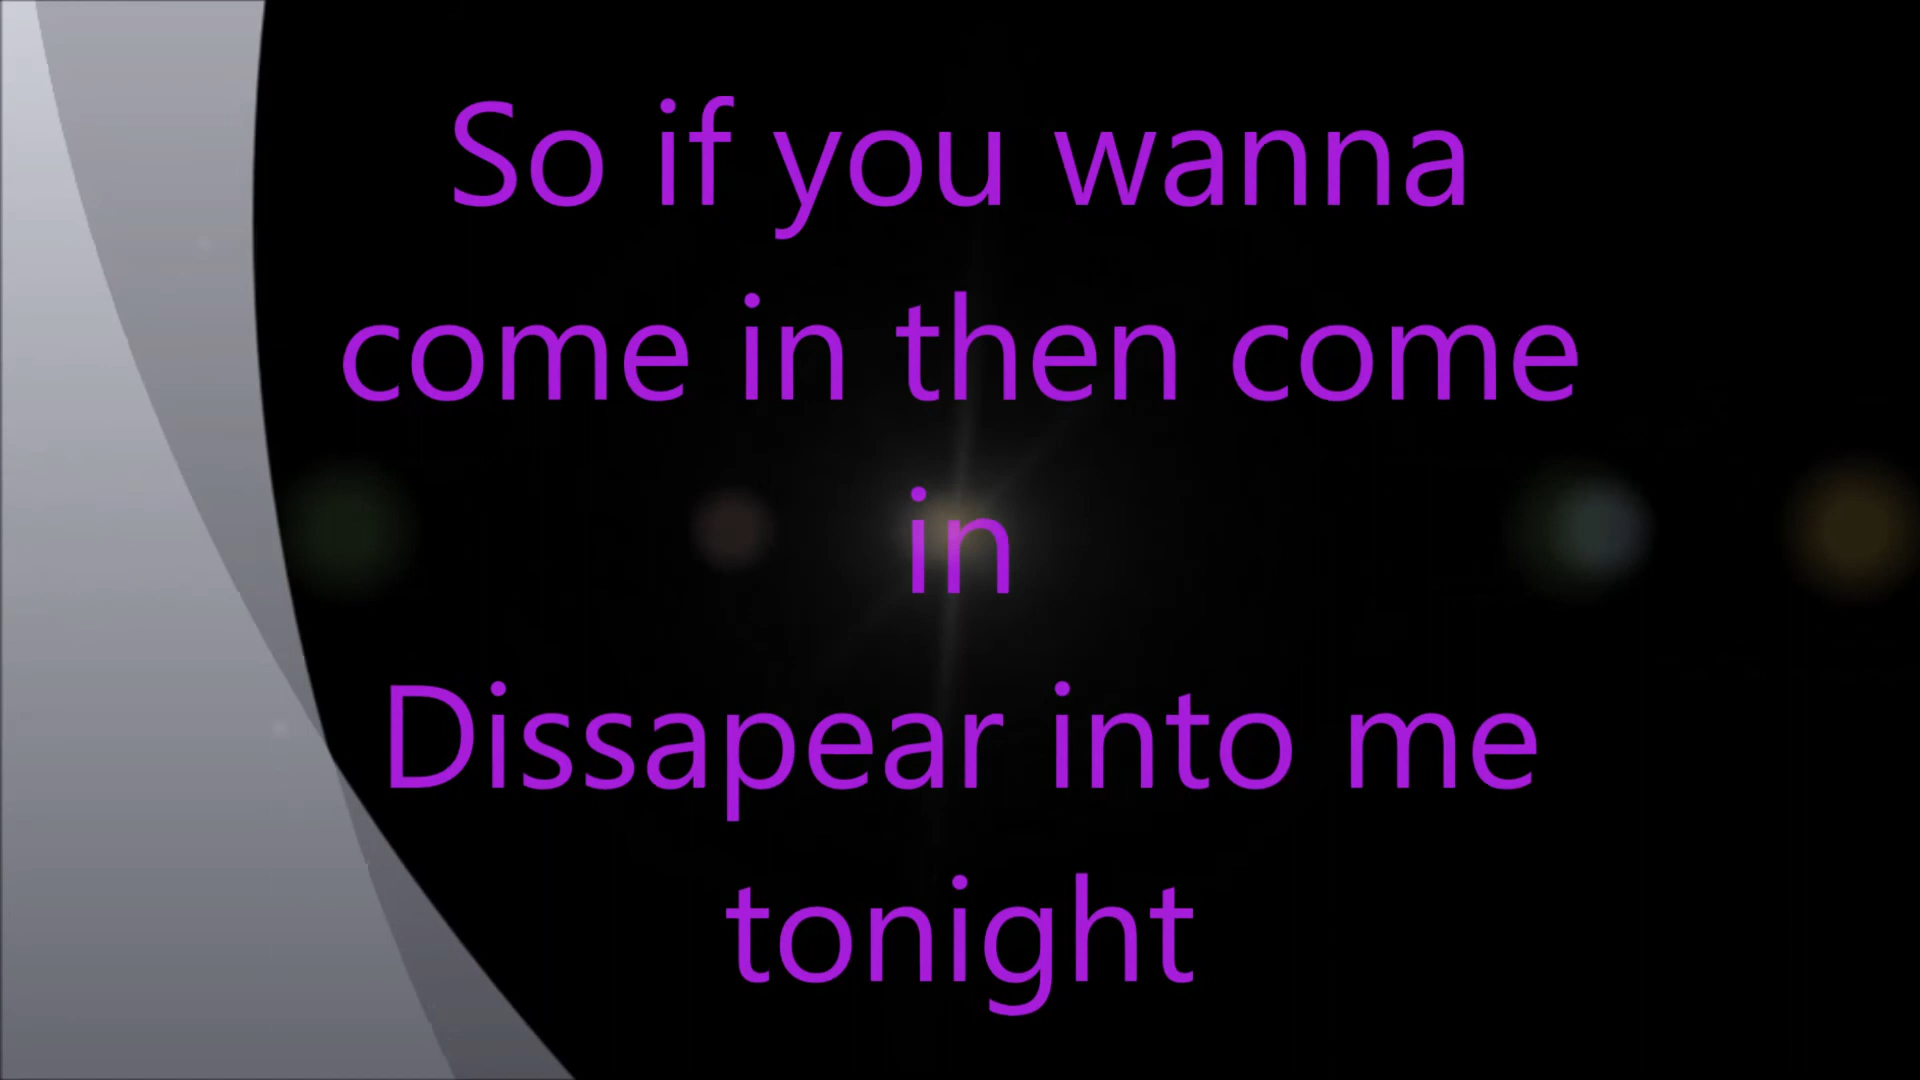 So if you wanna
come in then come
in
Dissapear into me
tonight